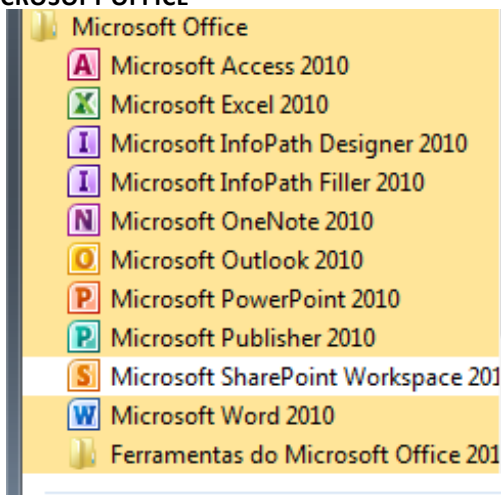 CROSOFT OFFICE
Microsoft Office
A Microsoft Access 2010
X Microsoft Excel 2010
I Microsoft InfoPath Designer 2010
I Microsoft InfoPath Filler 2010
N Microsoft OneNote 2010
O Microsoft Outlook 2010
P Microsoft PowerPoint 2010
P Microsoft Publisher 2010
S Microsoft SharePoint Workspace 201
W Microsoft Word 2010
Ferramentas do Microsoft Office 201